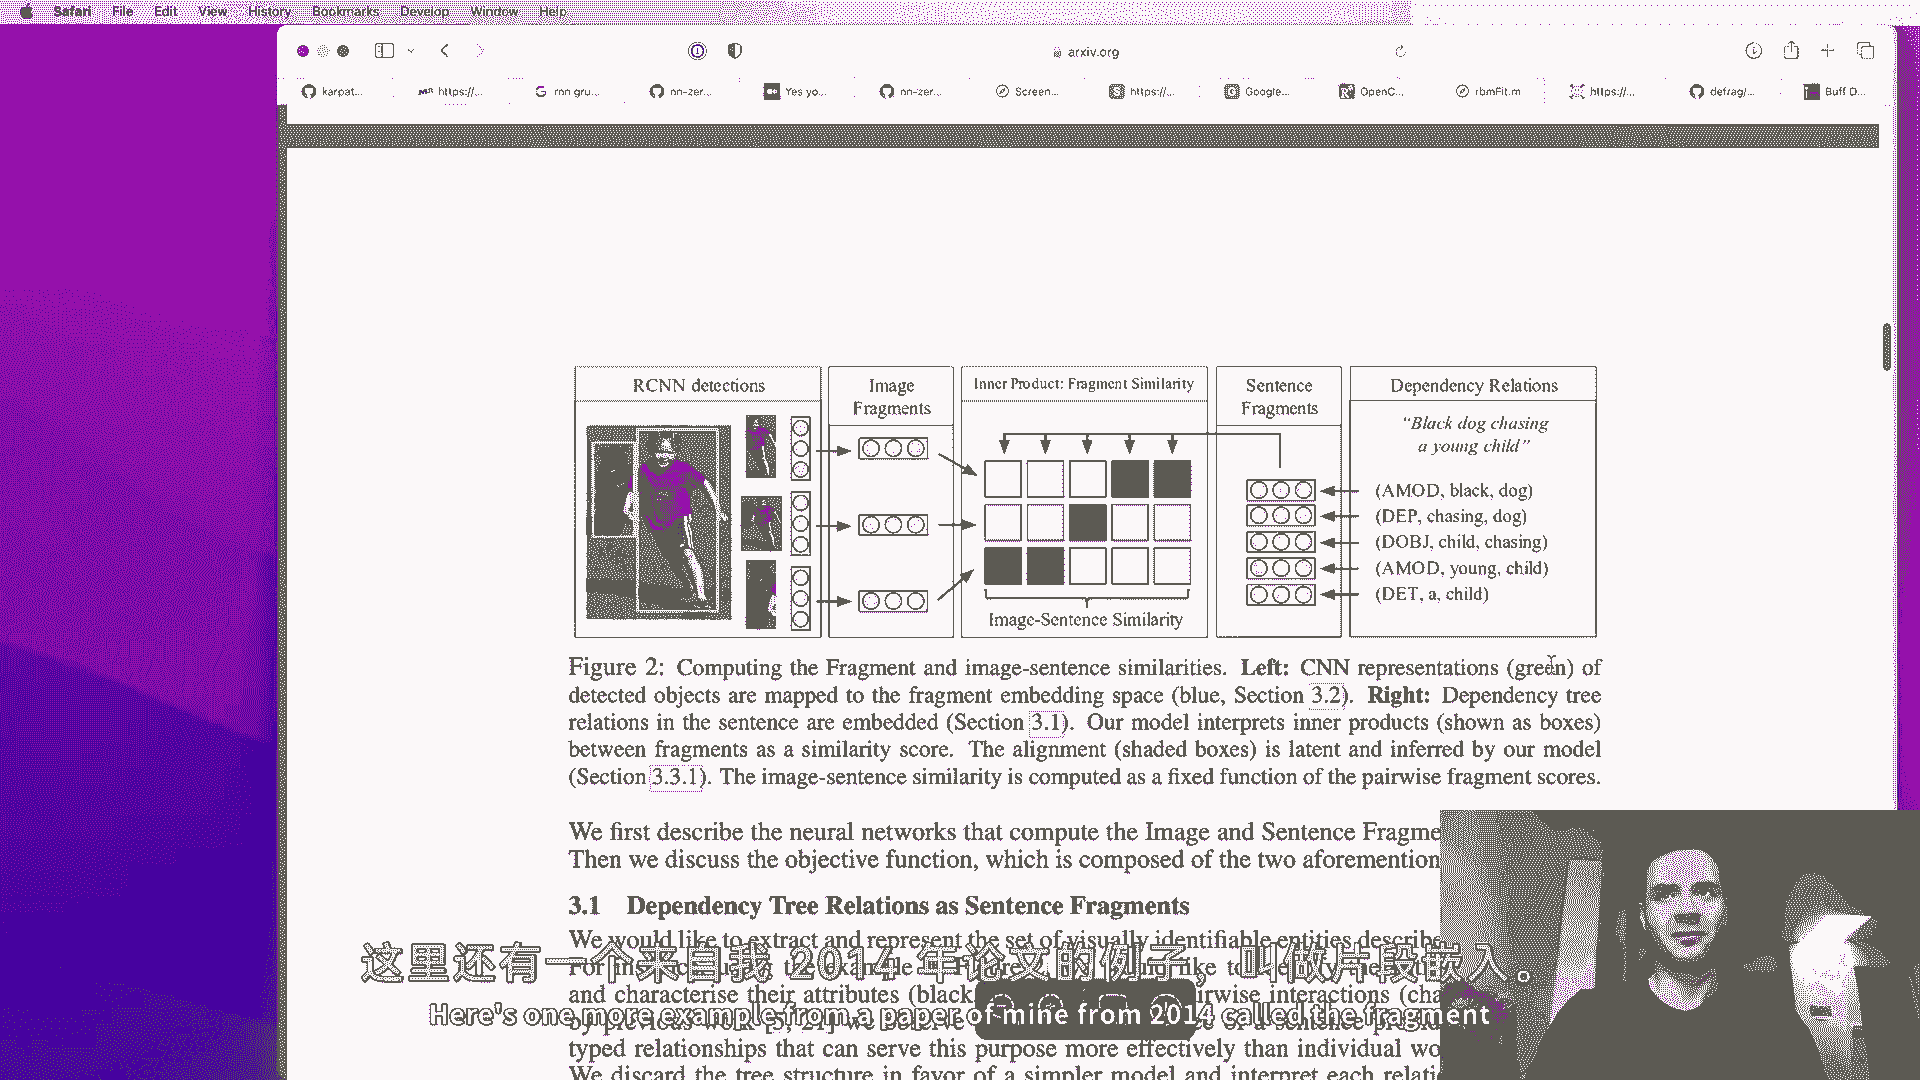 Safari File Edit View History Bookmarks Develop Window Help
arxiv.org
karpat... https://... rnn gru... nn-zer... Yes yo... nn-zer... Screen... https://... Google... OpenC... rbmFit.m https://... defrag/... Buff D...
RCNN detections
Image
Fragments
Inner Product: Fragment Similarity
Image-Sentence Similarity
Sentence
Fragments
Dependency Relations
“Black dog chasing
a young child”
(AMOD, black, dog)
(DEP, chasing, dog)
(DOBJ, child, chasing)
(AMOD, young, child)
(DET, a, child)
Figure 2: Computing the Fragment and image-sentence similarities. Left: CNN representations (green) of
detected objects are mapped to the fragment embedding space (blue, Section 3.2). Right: Dependency tree
relations in the sentence are embedded (Section 3.1). Our model interprets inner products (shown as boxes)
between fragments as a similarity score. The alignment (shaded boxes) is latent and inferred by our model
(Section 3.3.1). The image-sentence similarity is computed as a fixed function of the pairwise fragment scores.
We first describe the neural networks that compute the Image and Sentence Fragme
Then we discuss the objective function, which is composed of the two aforemention
3.1 Dependency Tree Relations as Sentence Fragments
We would like to extract and represent the set of visually identifiable entities describe
这里还有一个来自我 2014 年论文的例子，叫做片段嵌入。
and characterise their attributes (black
Here's one more example from a paper of mine from 2014 called the fragment
typed relationships that can serve this purpose more effectively than individual wo
We discard the tree structure in favor of a simpler model and interpret each relati